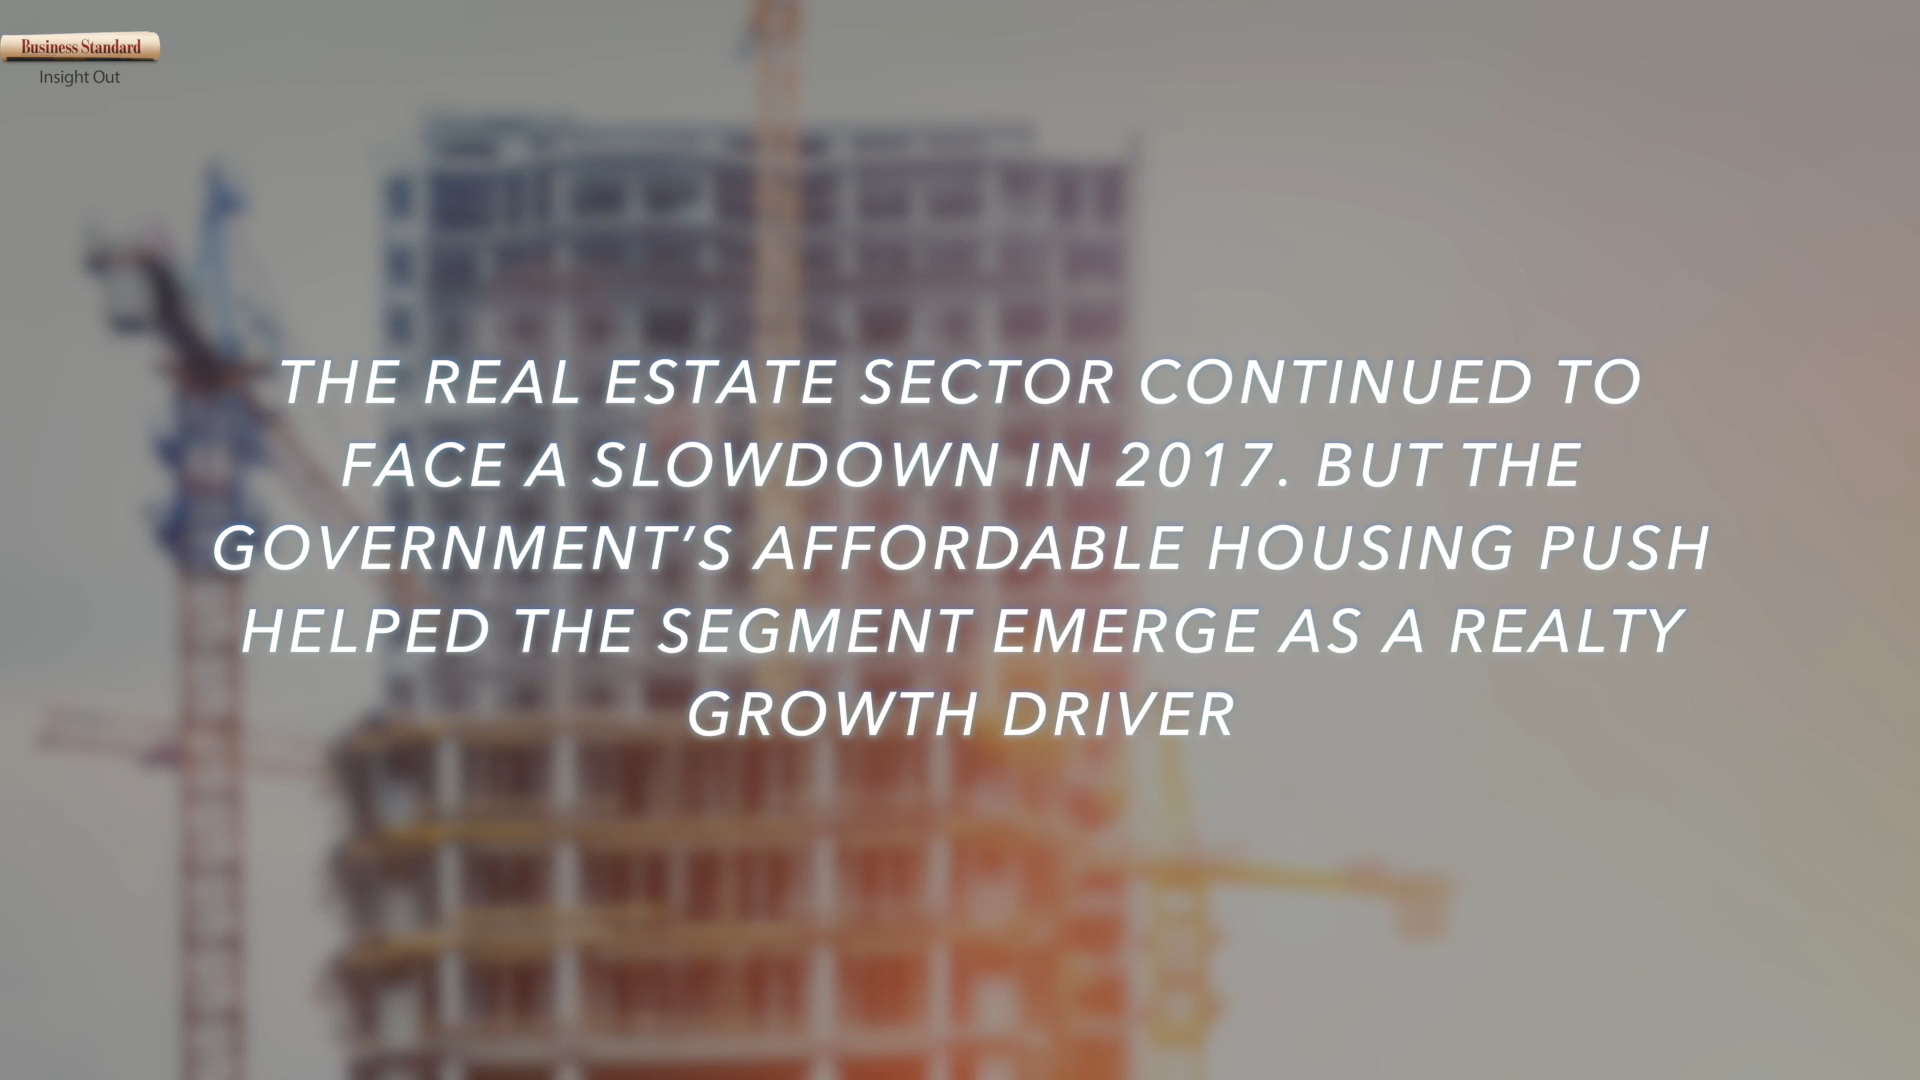 Business Standard
Insight Out
THE REAL ESTATE SECTOR CONTINUED TO
FACE A SLOWDOWN IN 2017. BUT THE
GOVERNMENT’S AFFORDABLE HOUSING PUSH
HELPED THE SEGMENT EMERGE AS A REALTY
GROWTH DRIVER